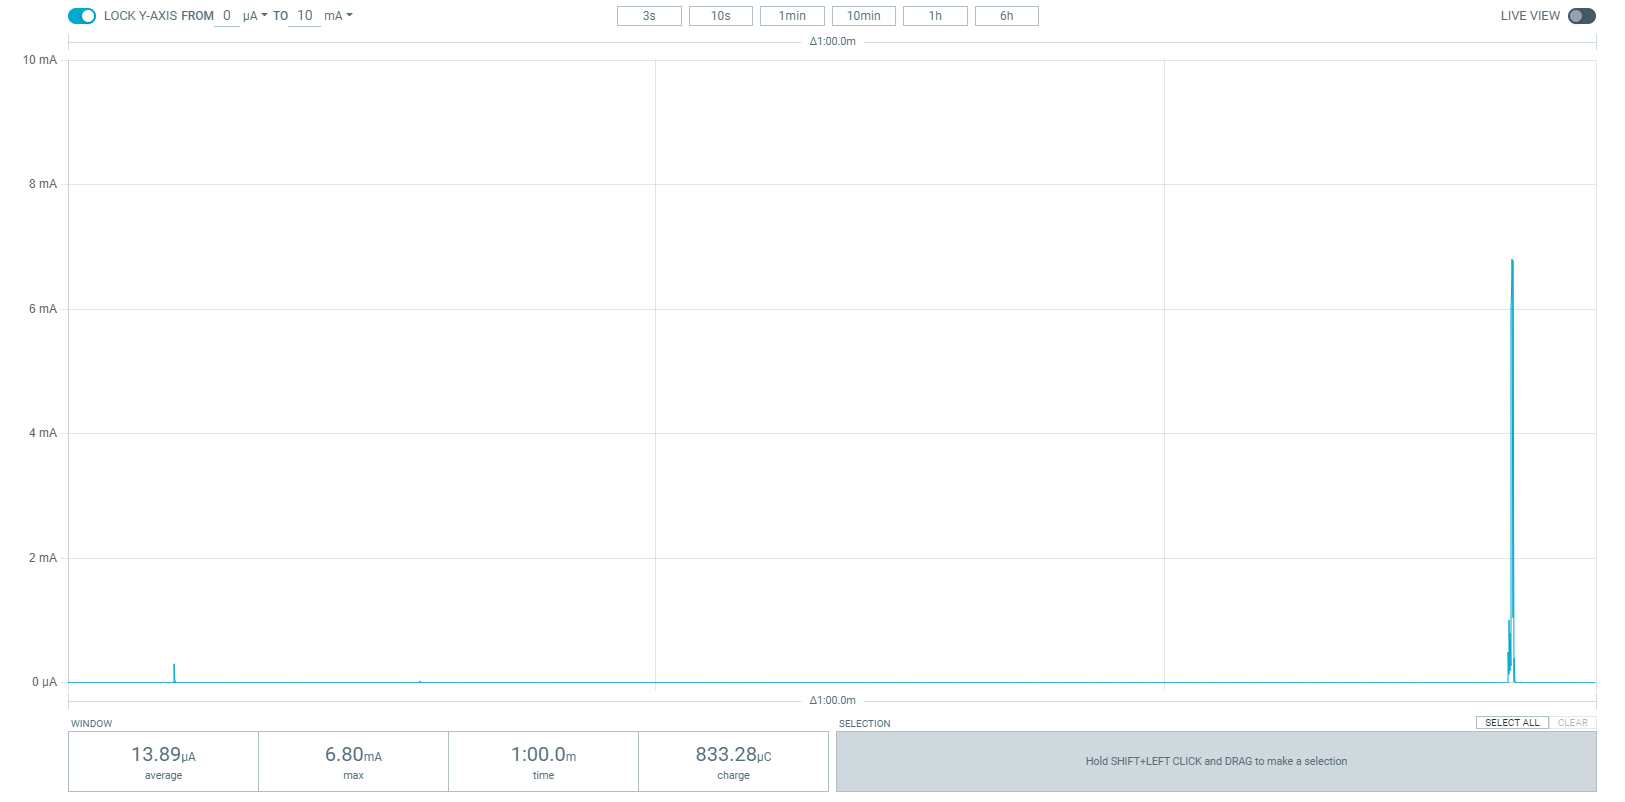 LOCK Y-AXIS FROM 0 µA TO 10 mA 3s 10s 1min 10min 1h 6h LIVE VIEW
Δ1:00.0m
10 mA
8 mA
6 mA
4 mA
2 mA
0 µA
Δ1:00.0m
WINDOW SELECTION SELECT ALL CLEAR
13.89µA 6.80mA 1:00.0m 833.28µC
average max time charge
Hold SHIFT+LEFT CLICK and DRAG to make a selection